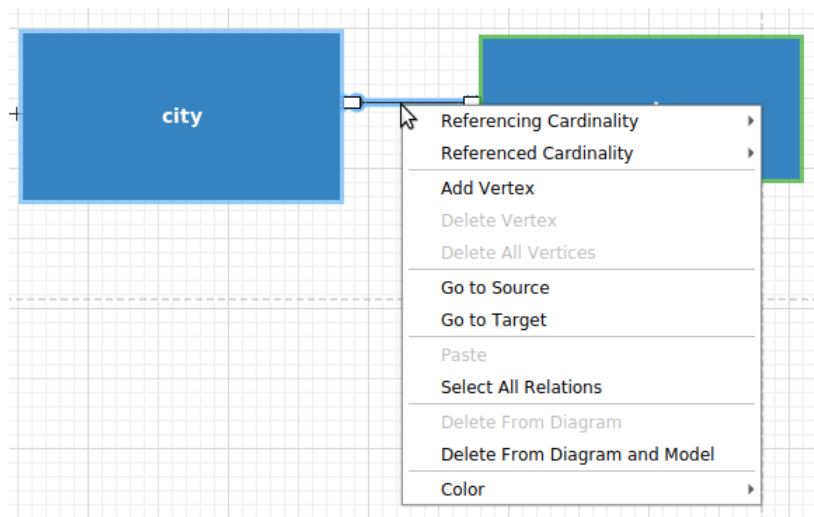 city
Referencing Cardinality
Referenced Cardinality
Add Vertex
Delete Vertex
Delete All Vertices
Go to Source
Go to Target
Paste
Select All Relations
Delete From Diagram
Delete From Diagram and Model
Color